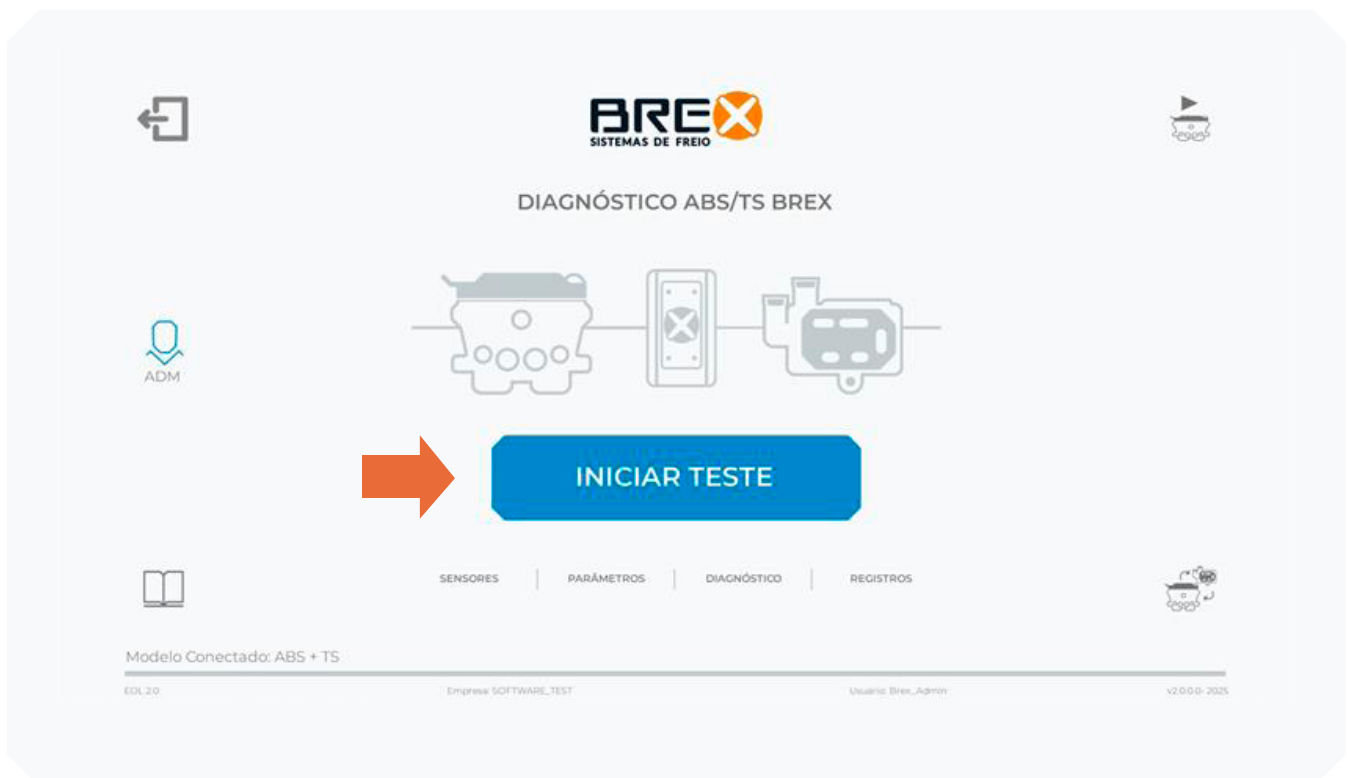 BREX
SISTEMAS DE FREIO
DIAGNÓSTICO ABS/TS BREX
ADM
INICIAR TESTE
SENSORES PARÂMETROS DIAGNÓSTICO REGISTROS
Modelo Conectado: ABS + TS
EOL 2.0 Empresa: SOFTWARE_TEST Usuário: Brex_Admin v2.0.0.0- 2025